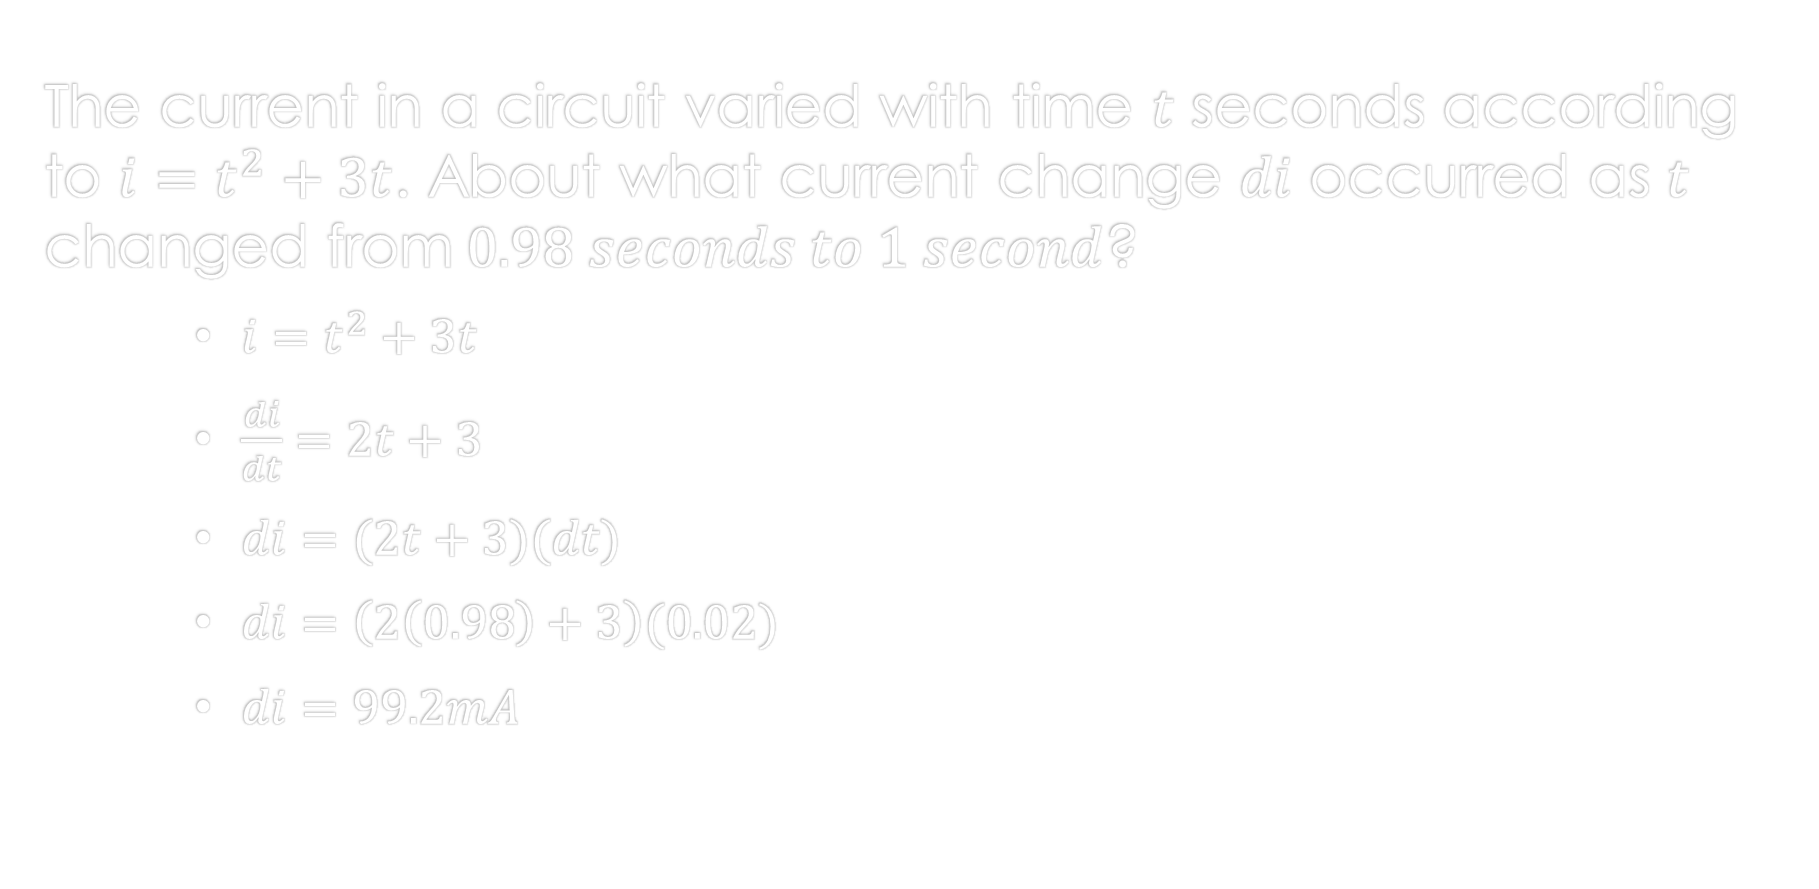 The current in a circuit varied with time t seconds according
to i = t² + 3t. About what current change di occurred as t
changed from 0.98 seconds to 1 second?
• i = t² + 3t
• di/dt = 2t + 3
• di = (2t + 3)(dt)
• di = (2(0.98) + 3)(0.02)
• di = 99.2mA